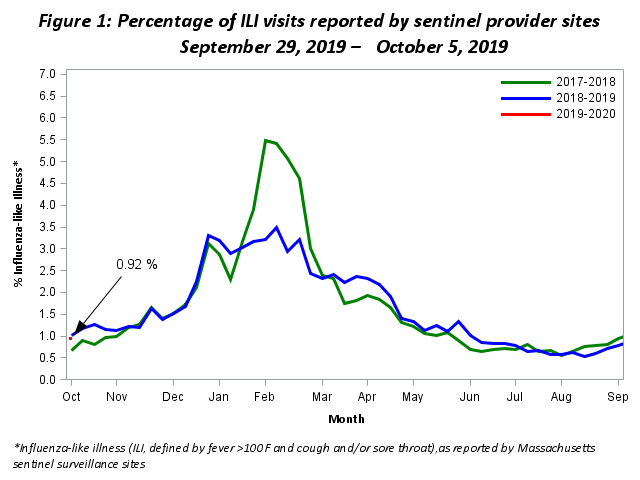 Figure 1: Percentage of ILI visits reported by sentinel provider sites
September 29, 2019 – October 5, 2019
7.0
6.5
6.0
5.5
5.0
4.5
4.0
3.5
3.0
2.5
2.0
1.5
1.0
0.5
0.0
% Influenza-like Illness*
2017-2018
2018-2019
2019-2020
0.92 %
Oct Nov Dec Jan Feb Mar Apr May Jun Jul Aug Sep
Month
*Influenza-like illness (ILI, defined by fever >100F and cough and/or sore throat),as reported by Massachusetts
sentinel surveillance sites